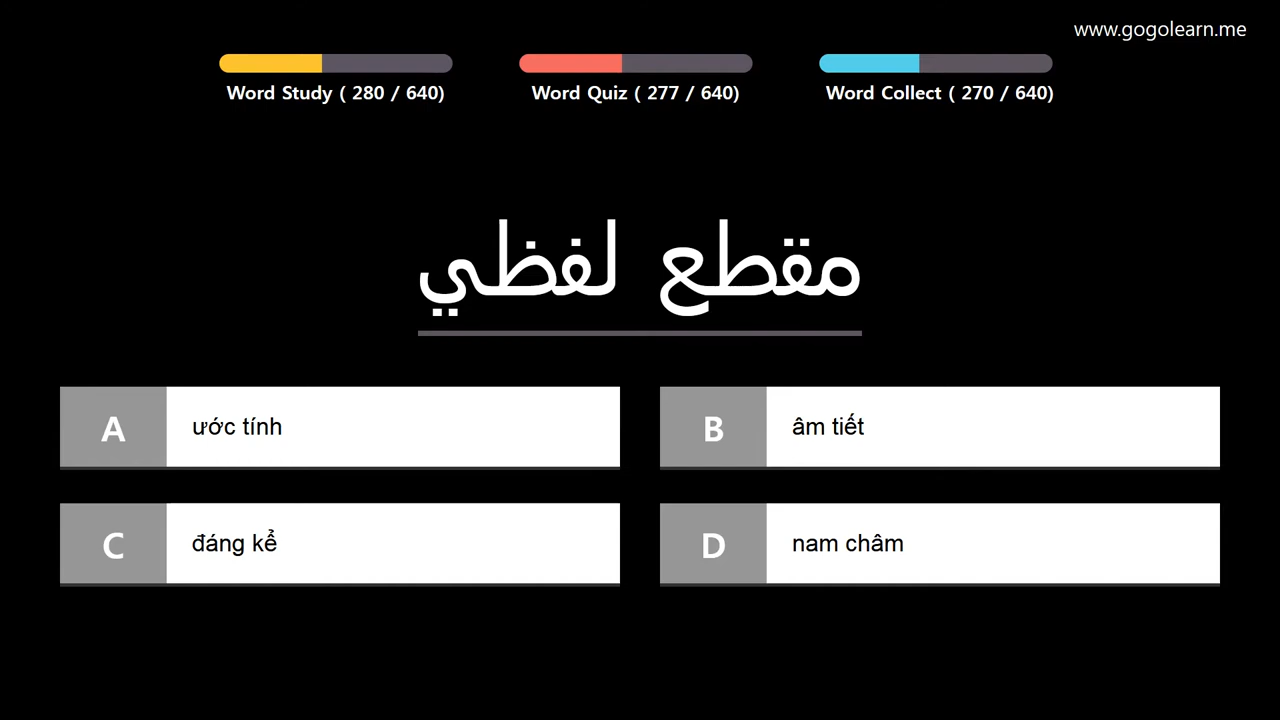 www.gogolearn.me
Word Study ( 280 / 640)
Word Quiz ( 277 / 640)
Word Collect ( 270 / 640)
مقطع لفظي
A ước tính
B âm tiết
C đáng kể
D nam châm